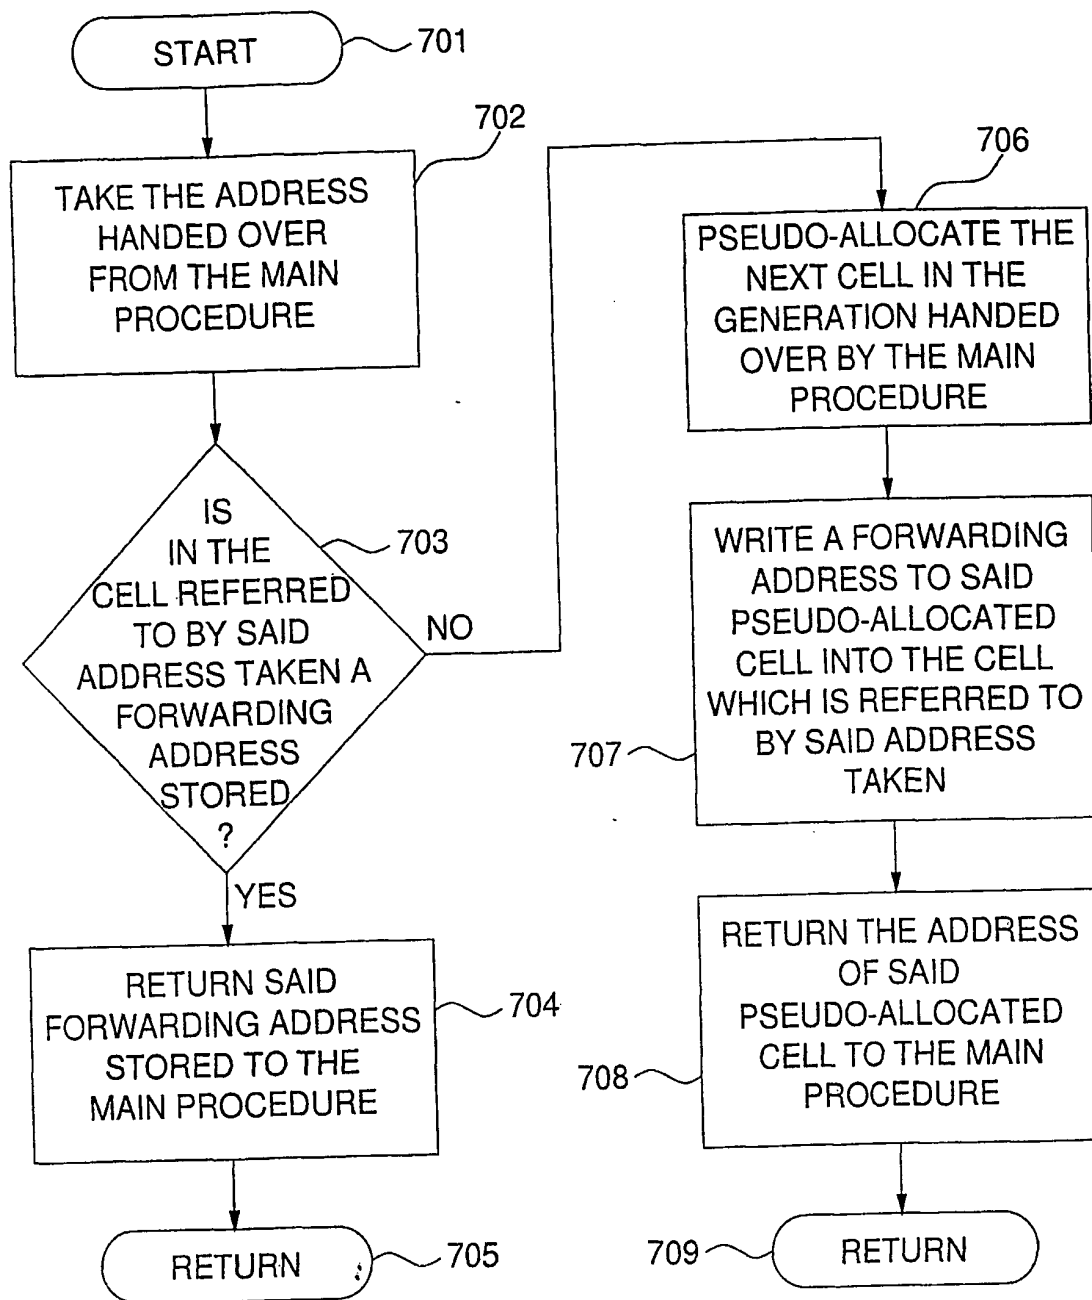 START
701
702
TAKE THE ADDRESS
HANDED OVER
FROM THE MAIN
PROCEDURE
IS
IN THE
CELL REFERRED
TO BY SAID
ADDRESS TAKEN A
FORWARDING
ADDRESS
STORED
?
703
NO
YES
RETURN SAID
FORWARDING ADDRESS
STORED TO THE
MAIN PROCEDURE
704
RETURN
705
706
PSEUDO-ALLOCATE THE
NEXT CELL IN THE
GENERATION HANDED
OVER BY THE MAIN
PROCEDURE
WRITE A FORWARDING
ADDRESS TO SAID
PSEUDO-ALLOCATED
CELL INTO THE CELL
WHICH IS REFERRED TO
BY SAID ADDRESS
TAKEN
707
RETURN THE ADDRESS
OF SAID
PSEUDO-ALLOCATED
CELL TO THE MAIN
PROCEDURE
708
RETURN
709